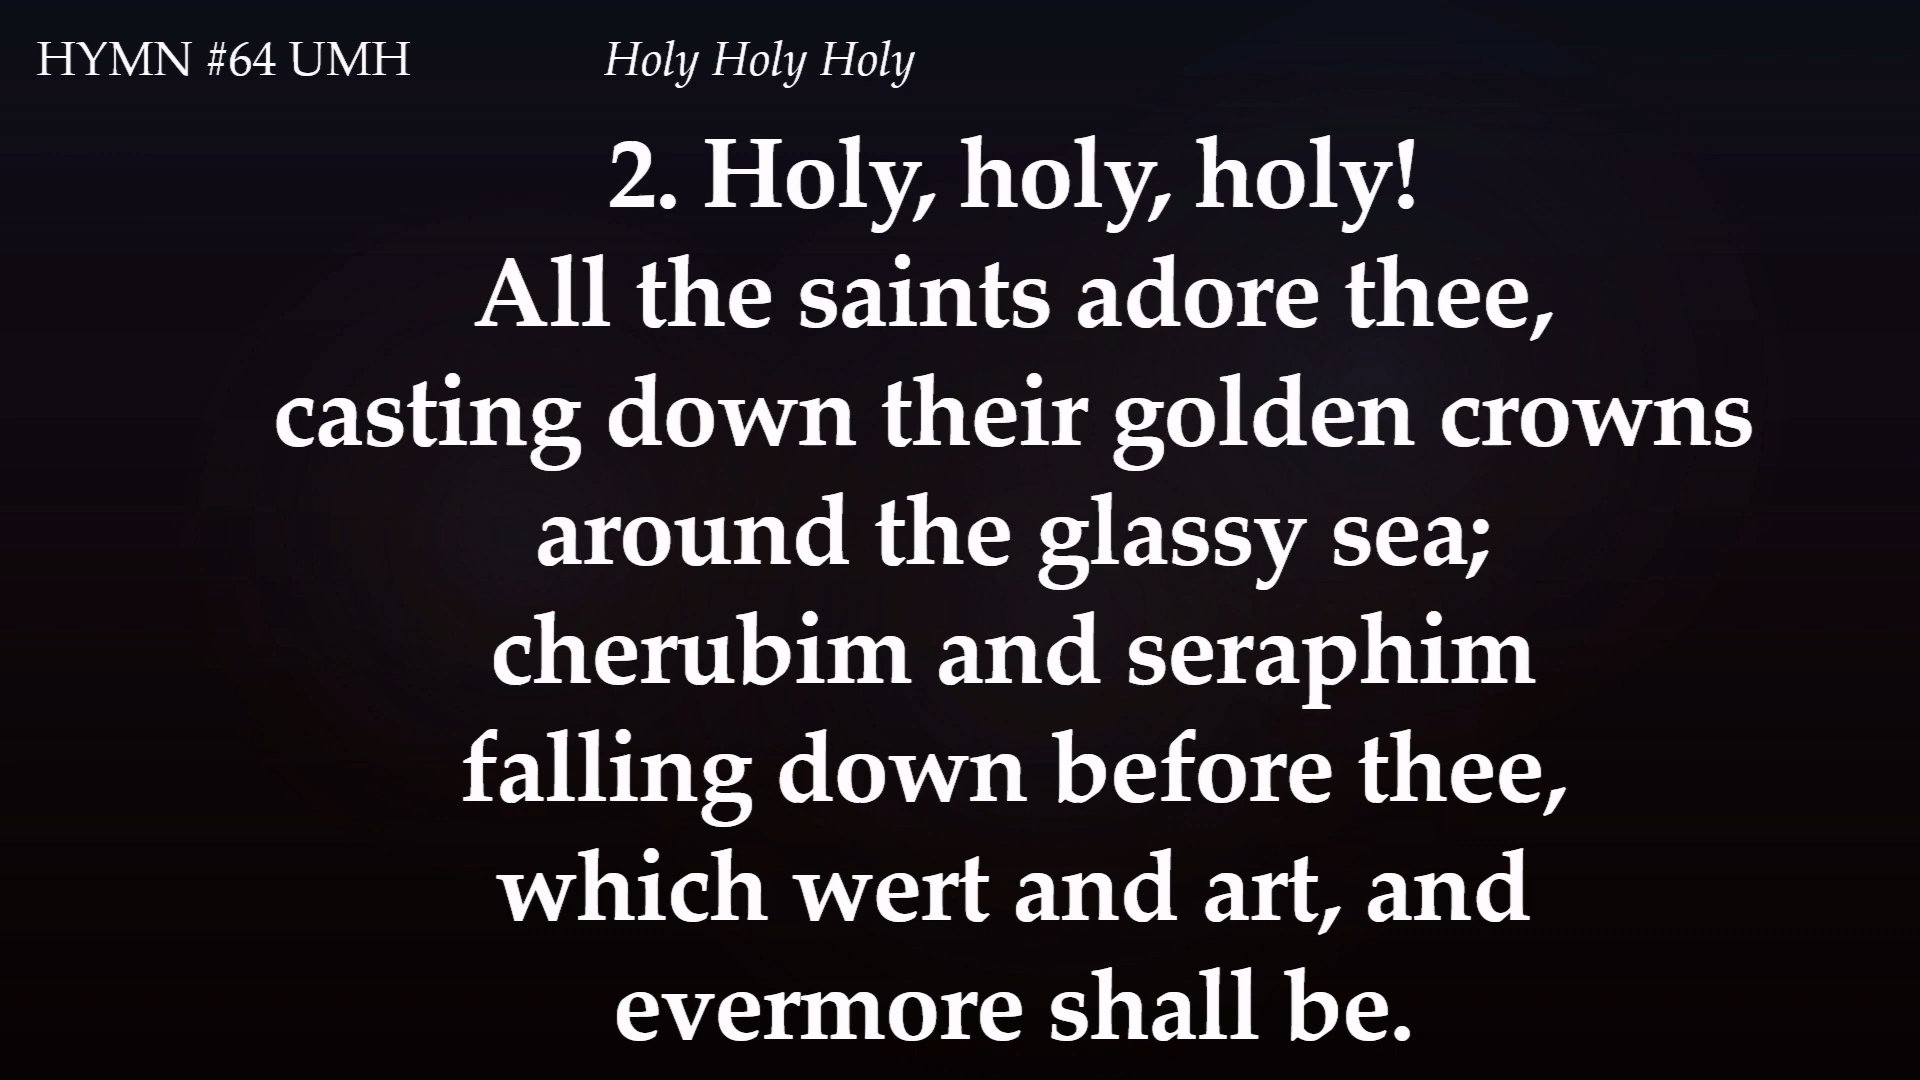 HYMN #64 UMH Holy Holy Holy
2. Holy, holy, holy!
All the saints adore thee,
casting down their golden crowns
around the glassy sea;
cherubim and seraphim
falling down before thee,
which wert and art, and
evermore shall be.